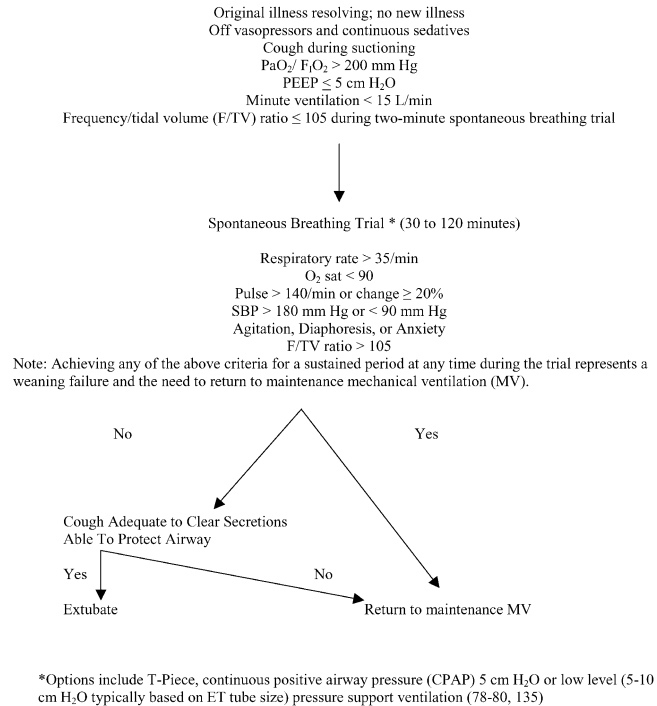 Original illness resolving; no new illness
Off vasopressors and continuous sedatives
Cough during suctioning
PaO₂/ FIO₂ > 200 mm Hg
PEEP ≤ 5 cm H₂O
Minute ventilation < 15 L/min
Frequency/tidal volume (F/TV) ratio ≤ 105 during two-minute spontaneous breathing trial
Spontaneous Breathing Trial * (30 to 120 minutes)
Respiratory rate > 35/min
O₂ sat < 90
Pulse > 140/min or change ≥ 20%
SBP > 180 mm Hg or < 90 mm Hg
Agitation, Diaphoresis, or Anxiety
F/TV ratio > 105
Note: Achieving any of the above criteria for a sustained period at any time during the trial represents a
weaning failure and the need to return to maintenance mechanical ventilation (MV).
No
Yes
Cough Adequate to Clear Secretions
Able To Protect Airway
Yes
No
Extubate
Return to maintenance MV
*Options include T-Piece, continuous positive airway pressure (CPAP) 5 cm H₂O or low level (5-10
cm H₂O typically based on ET tube size) pressure support ventilation (78-80, 135)